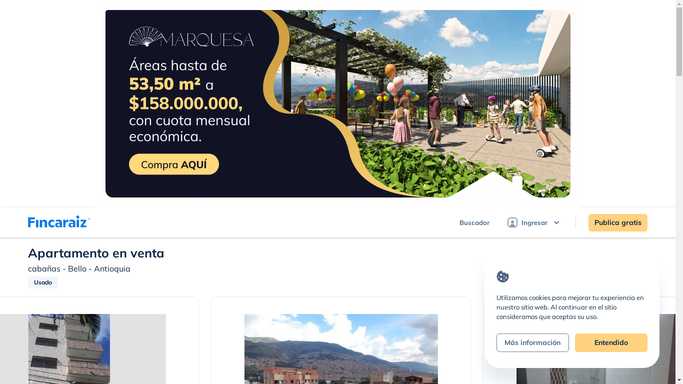 MARQUESA
Áreas hasta de
53,50 m² a
$158.000.000,
con cuota mensual
económica.
Compra AQUÍ
Fincaraiz
Buscador
Ingresar
Publica gratis
Apartamento en venta
cabañas - Bello - Antioquia
Usado
Utilizamos cookies para mejorar tu experiencia en
nuestro sitio web. Al continuar en el sitio
consideramos que aceptas su uso.
Más información
Entendido